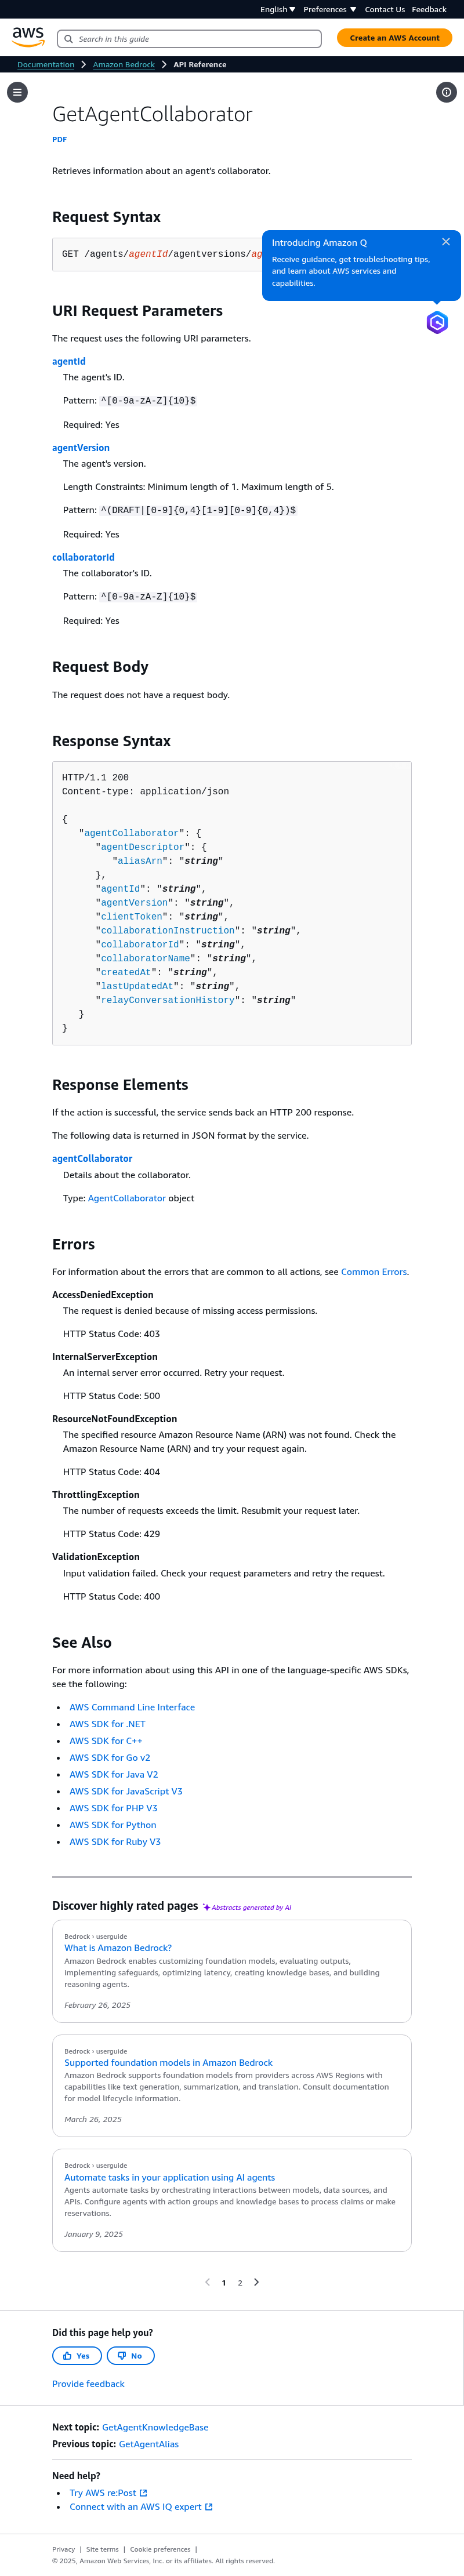 English Preferences Contact Us Feedback
aws
Search in this guide
Create an AWS Account
Documentation Amazon Bedrock API Reference
GetAgentCollaborator
PDF
Retrieves information about an agent's collaborator.
Request Syntax
GET /agents/agentId/agentversions/ag
Introducing Amazon Q
Receive guidance, get troubleshooting tips,
and learn about AWS services and
capabilities.
URI Request Parameters
The request uses the following URI parameters.
agentId
The agent's ID.
Pattern: ^[0-9a-zA-Z]{10}$
Required: Yes
agentVersion
The agent's version.
Length Constraints: Minimum length of 1. Maximum length of 5.
Pattern: ^(DRAFT|[0-9]{0,4}[1-9][0-9]{0,4})$
Required: Yes
collaboratorId
The collaborator's ID.
Pattern: ^[0-9a-zA-Z]{10}$
Required: Yes
Request Body
The request does not have a request body.
Response Syntax
HTTP/1.1 200
Content-type: application/json
{
"agentCollaborator": {
"agentDescriptor": {
"aliasArn": "string"
},
"agentId": "string",
"agentVersion": "string",
"clientToken": "string",
"collaborationInstruction": "string",
"collaboratorId": "string",
"collaboratorName": "string",
"createdAt": "string",
"lastUpdatedAt": "string",
"relayConversationHistory": "string"
}
}
Response Elements
If the action is successful, the service sends back an HTTP 200 response.
The following data is returned in JSON format by the service.
agentCollaborator
Details about the collaborator.
Type: AgentCollaborator object
Errors
For information about the errors that are common to all actions, see Common Errors.
AccessDeniedException
The request is denied because of missing access permissions.
HTTP Status Code: 403
InternalServerException
An internal server error occurred. Retry your request.
HTTP Status Code: 500
ResourceNotFoundException
The specified resource Amazon Resource Name (ARN) was not found. Check the
Amazon Resource Name (ARN) and try your request again.
HTTP Status Code: 404
ThrottlingException
The number of requests exceeds the limit. Resubmit your request later.
HTTP Status Code: 429
ValidationException
Input validation failed. Check your request parameters and retry the request.
HTTP Status Code: 400
See Also
For more information about using this API in one of the language-specific AWS SDKs,
see the following:
• AWS Command Line Interface
• AWS SDK for .NET
• AWS SDK for C++
• AWS SDK for Go v2
• AWS SDK for Java V2
• AWS SDK for JavaScript V3
• AWS SDK for PHP V3
• AWS SDK for Python
• AWS SDK for Ruby V3
Discover highly rated pages Abstracts generated by AI
Bedrock › userguide
What is Amazon Bedrock?
Amazon Bedrock enables customizing foundation models, evaluating outputs,
implementing safeguards, optimizing latency, creating knowledge bases, and building
reasoning agents.
February 26, 2025
Bedrock › userguide
Supported foundation models in Amazon Bedrock
Amazon Bedrock supports foundation models from providers across AWS Regions with
capabilities like text generation, summarization, and translation. Consult documentation
for model lifecycle information.
March 26, 2025
Bedrock › userguide
Automate tasks in your application using AI agents
Agents automate tasks by orchestrating interactions between models, data sources, and
APIs. Configure agents with action groups and knowledge bases to process claims or make
reservations.
January 9, 2025
1 2
Did this page help you?
Yes No
Provide feedback
Next topic: GetAgentKnowledgeBase
Previous topic: GetAgentAlias
Need help?
• Try AWS re:Post
• Connect with an AWS IQ expert
Privacy | Site terms | Cookie preferences |
© 2025, Amazon Web Services, Inc. or its affiliates. All rights reserved.